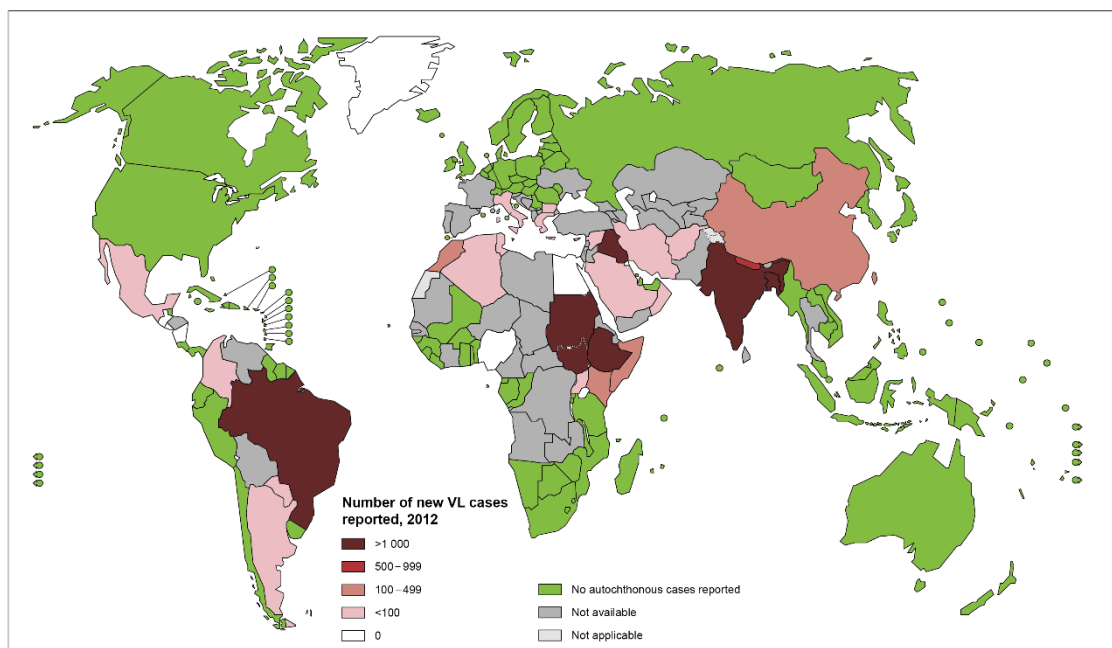 Number of new VL cases
reported, 2012
>1 000
500–999
100–499
<100
0
No autochthonous cases reported
Not available
Not applicable